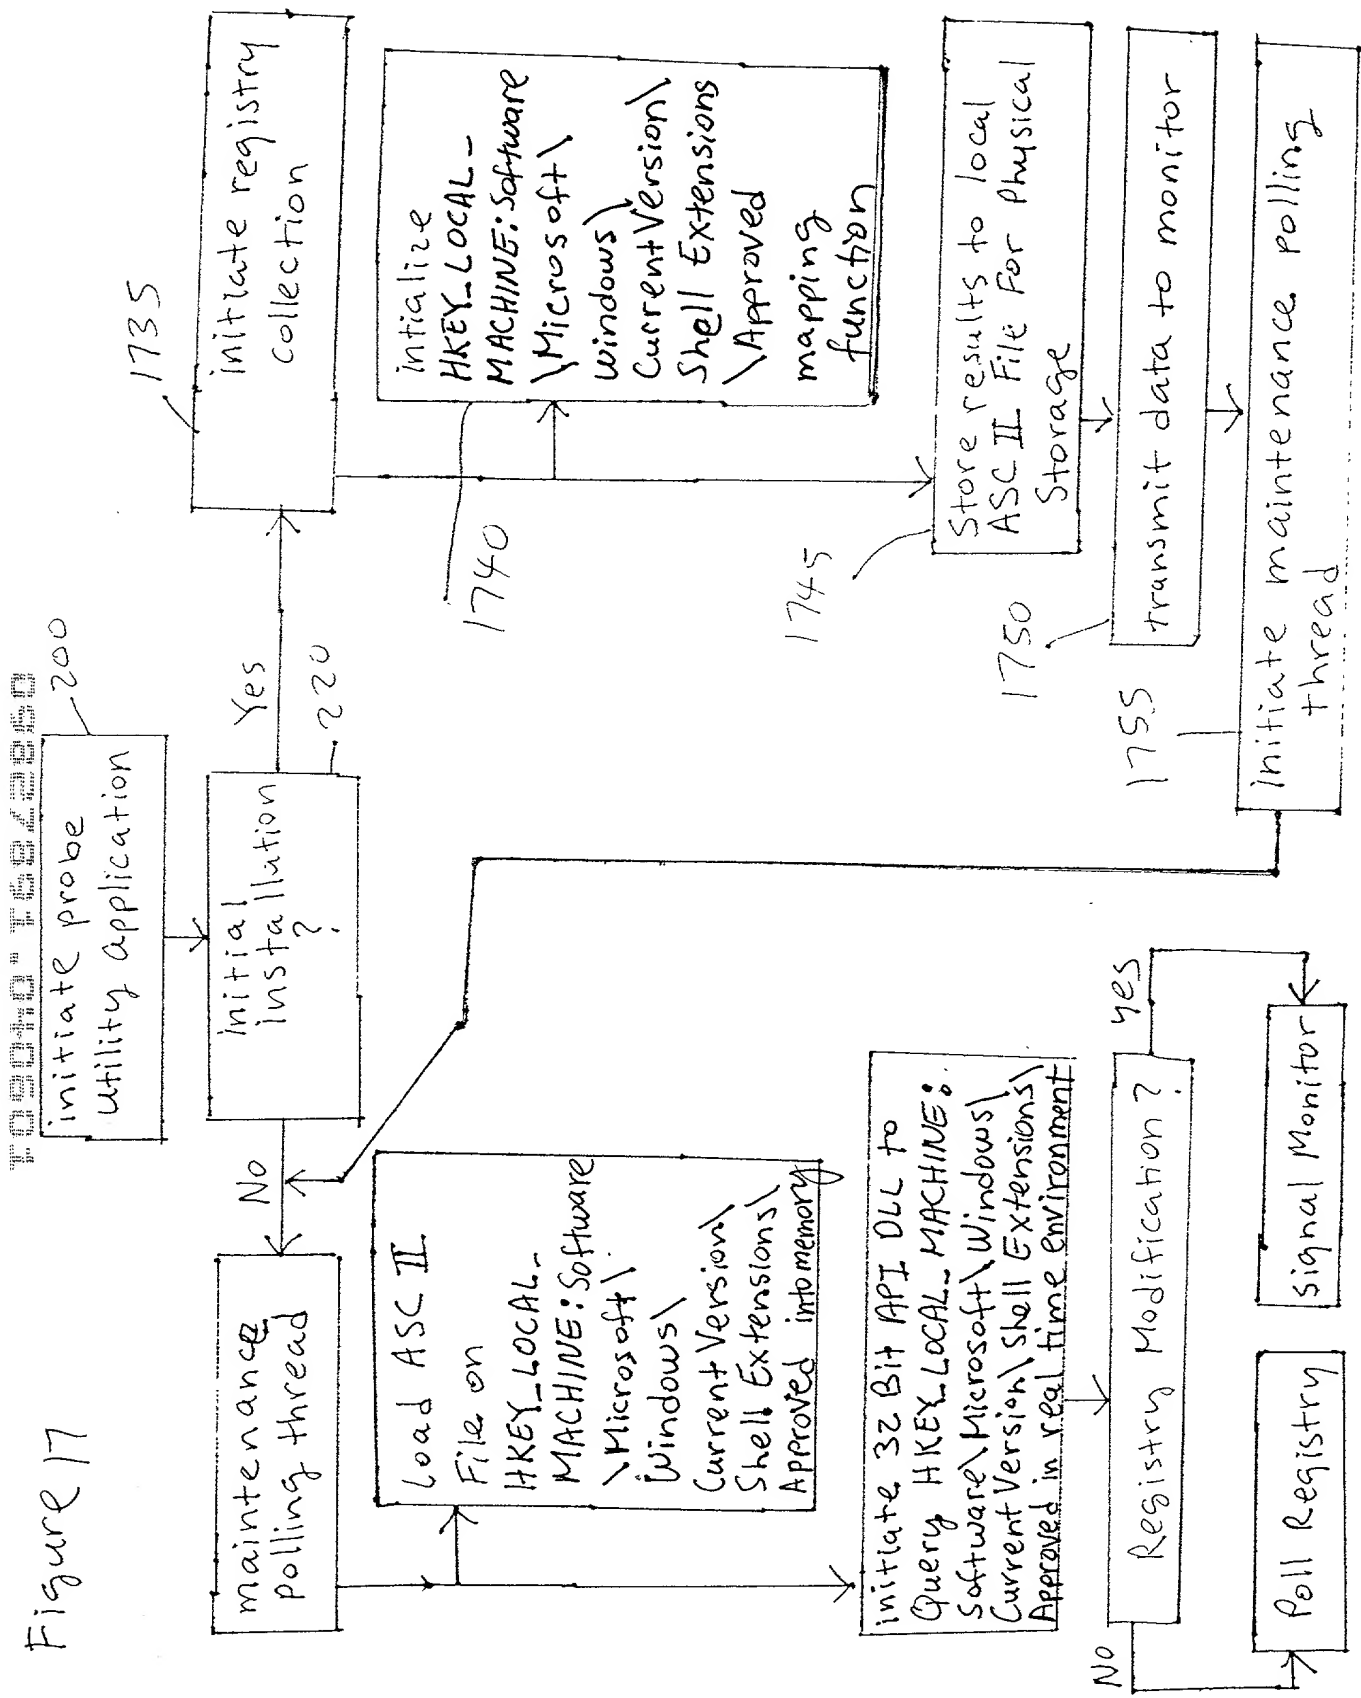 Figure 17
09827891.040501
initiate probe
utility application
200
initial
installation
?
220
Yes
No
1735
initiate registry
collection
1740
intialize
HKEY_LOCAL_
MACHINE:Software
\Microsoft\
Windows\
CurrentVersion\
Shell Extensions
\Approved
mapping
function
1745
Store results to local
ASC II File For Physical
Storage
1750
transmit data to monitor
1755
initiate maintenance polling
thread
maintenance
polling thread
Load ASC II
File on
HKEY_LOCAL_
MACHINE:Software
\Microsoft\
Windows\
CurrentVersion\
Shell Extensions\
Approved into memory
initiate 32 Bit API DLL to
Query HKEY_LOCAL_MACHINE:
Software\Microsoft\Windows\
CurrentVersion\Shell Extensions\
Approved in real time environment
Registry Modification?
yes
No
Signal Monitor
Poll Registry